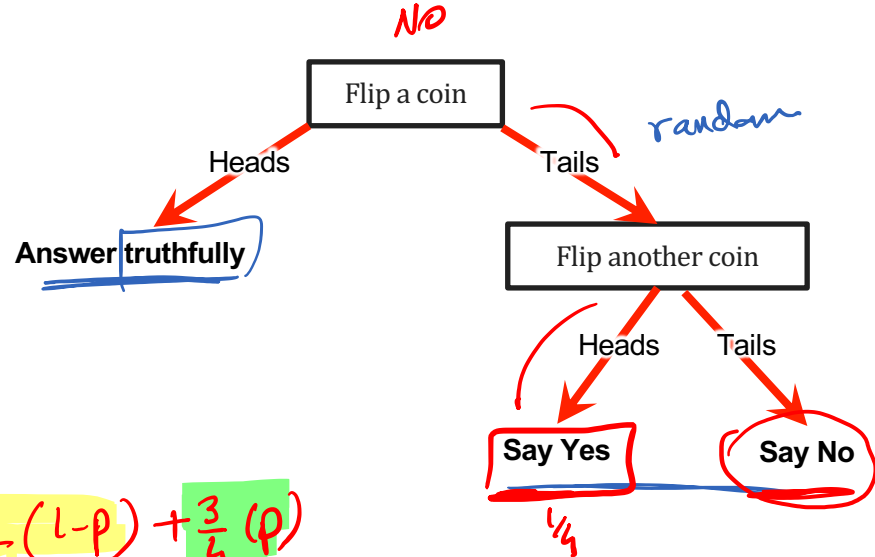 NO
Flip a coin
random
Heads
Tails
Answer truthfully
Flip another coin
Heads
Tails
Say Yes
Say No
(1-p) + 3/4 (p)
1/4